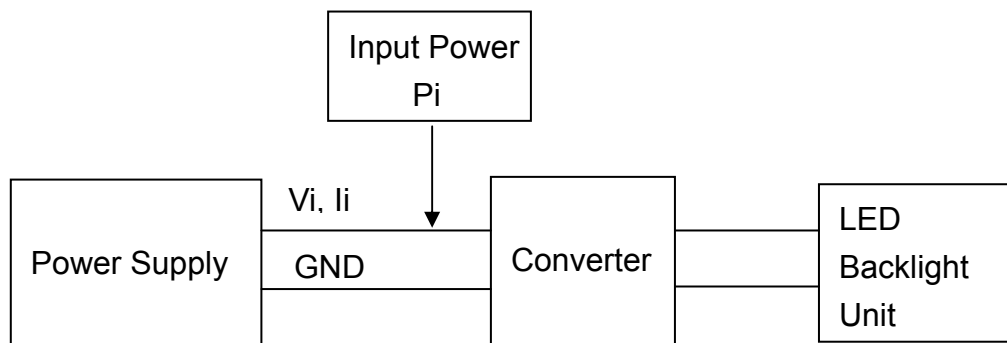 Input Power
Pi
Vi, Ii
Power Supply
GND
Converter
LED
Backlight
Unit